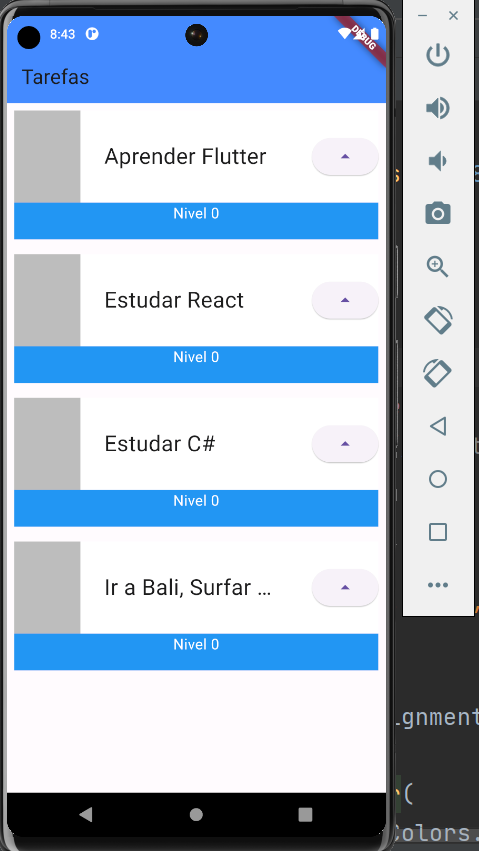 8:43
DEBUG
Tarefas
Aprender Flutter
Nivel 0
Estudar React
Nivel 0
Estudar C#
Nivel 0
Ir a Bali, Surfar ...
Nivel 0
ignment
(
Colors.